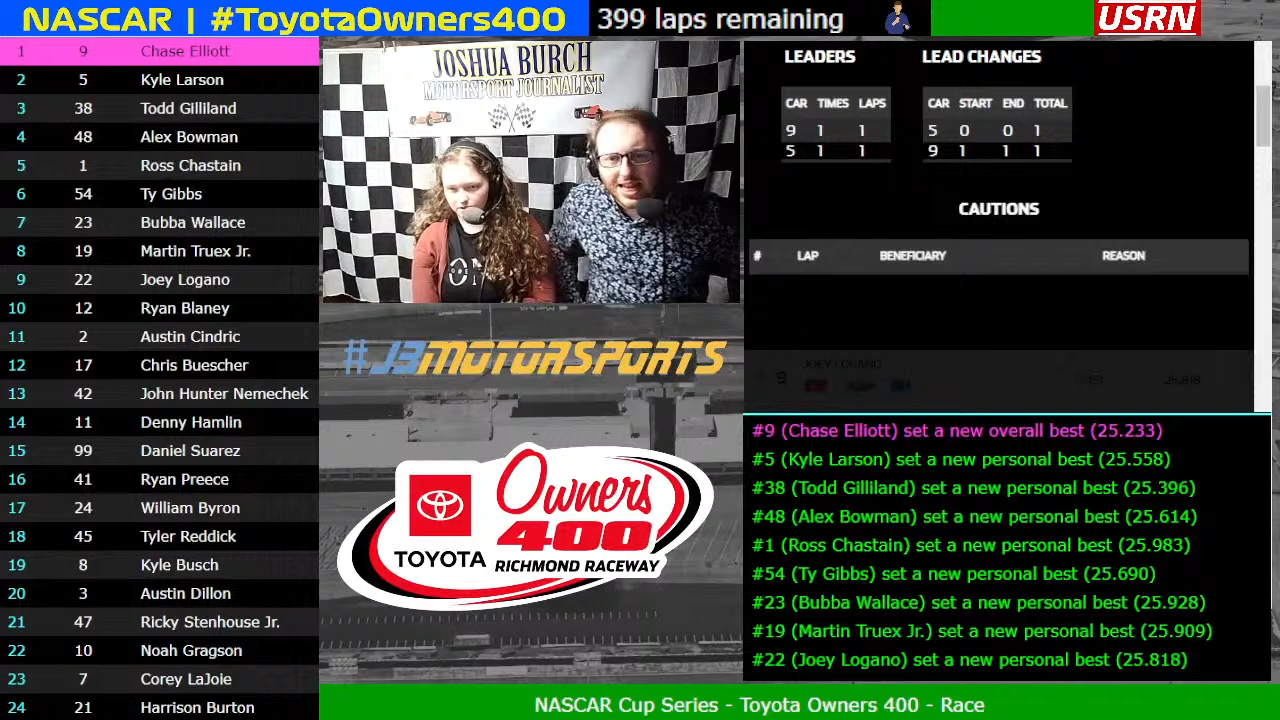 NASCAR | #ToyotaOwners400
399 laps remaining
USRN
1 9 Chase Elliott
2 5 Kyle Larson
3 38 Todd Gilliland
4 48 Alex Bowman
5 1 Ross Chastain
6 54 Ty Gibbs
7 23 Bubba Wallace
8 19 Martin Truex Jr.
9 22 Joey Logano
10 12 Ryan Blaney
11 2 Austin Cindric
12 17 Chris Buescher
13 42 John Hunter Nemechek
14 11 Denny Hamlin
15 99 Daniel Suarez
16 41 Ryan Preece
17 24 William Byron
18 45 Tyler Reddick
19 8 Kyle Busch
20 3 Austin Dillon
21 47 Ricky Stenhouse Jr.
22 10 Noah Gragson
23 7 Corey LaJoie
24 21 Harrison Burton
JOSHUA BURCH
MOTORSPORT JOURNALIST
#JBMOTORSPORTS
Owners
400
TOYOTA
RICHMOND RACEWAY
LEADERS
CAR TIMES LAPS
9 1 1
5 1 1
LEAD CHANGES
CAR START END TOTAL
5 0 0 1
9 1 1 1
CAUTIONS
# LAP BENEFICIARY REASON
JOEY LOGANO
25.818
#9 (Chase Elliott) set a new overall best (25.233)
#5 (Kyle Larson) set a new personal best (25.558)
#38 (Todd Gilliland) set a new personal best (25.396)
#48 (Alex Bowman) set a new personal best (25.614)
#1 (Ross Chastain) set a new personal best (25.983)
#54 (Ty Gibbs) set a new personal best (25.690)
#23 (Bubba Wallace) set a new personal best (25.928)
#19 (Martin Truex Jr.) set a new personal best (25.909)
#22 (Joey Logano) set a new personal best (25.818)
NASCAR Cup Series - Toyota Owners 400 - Race